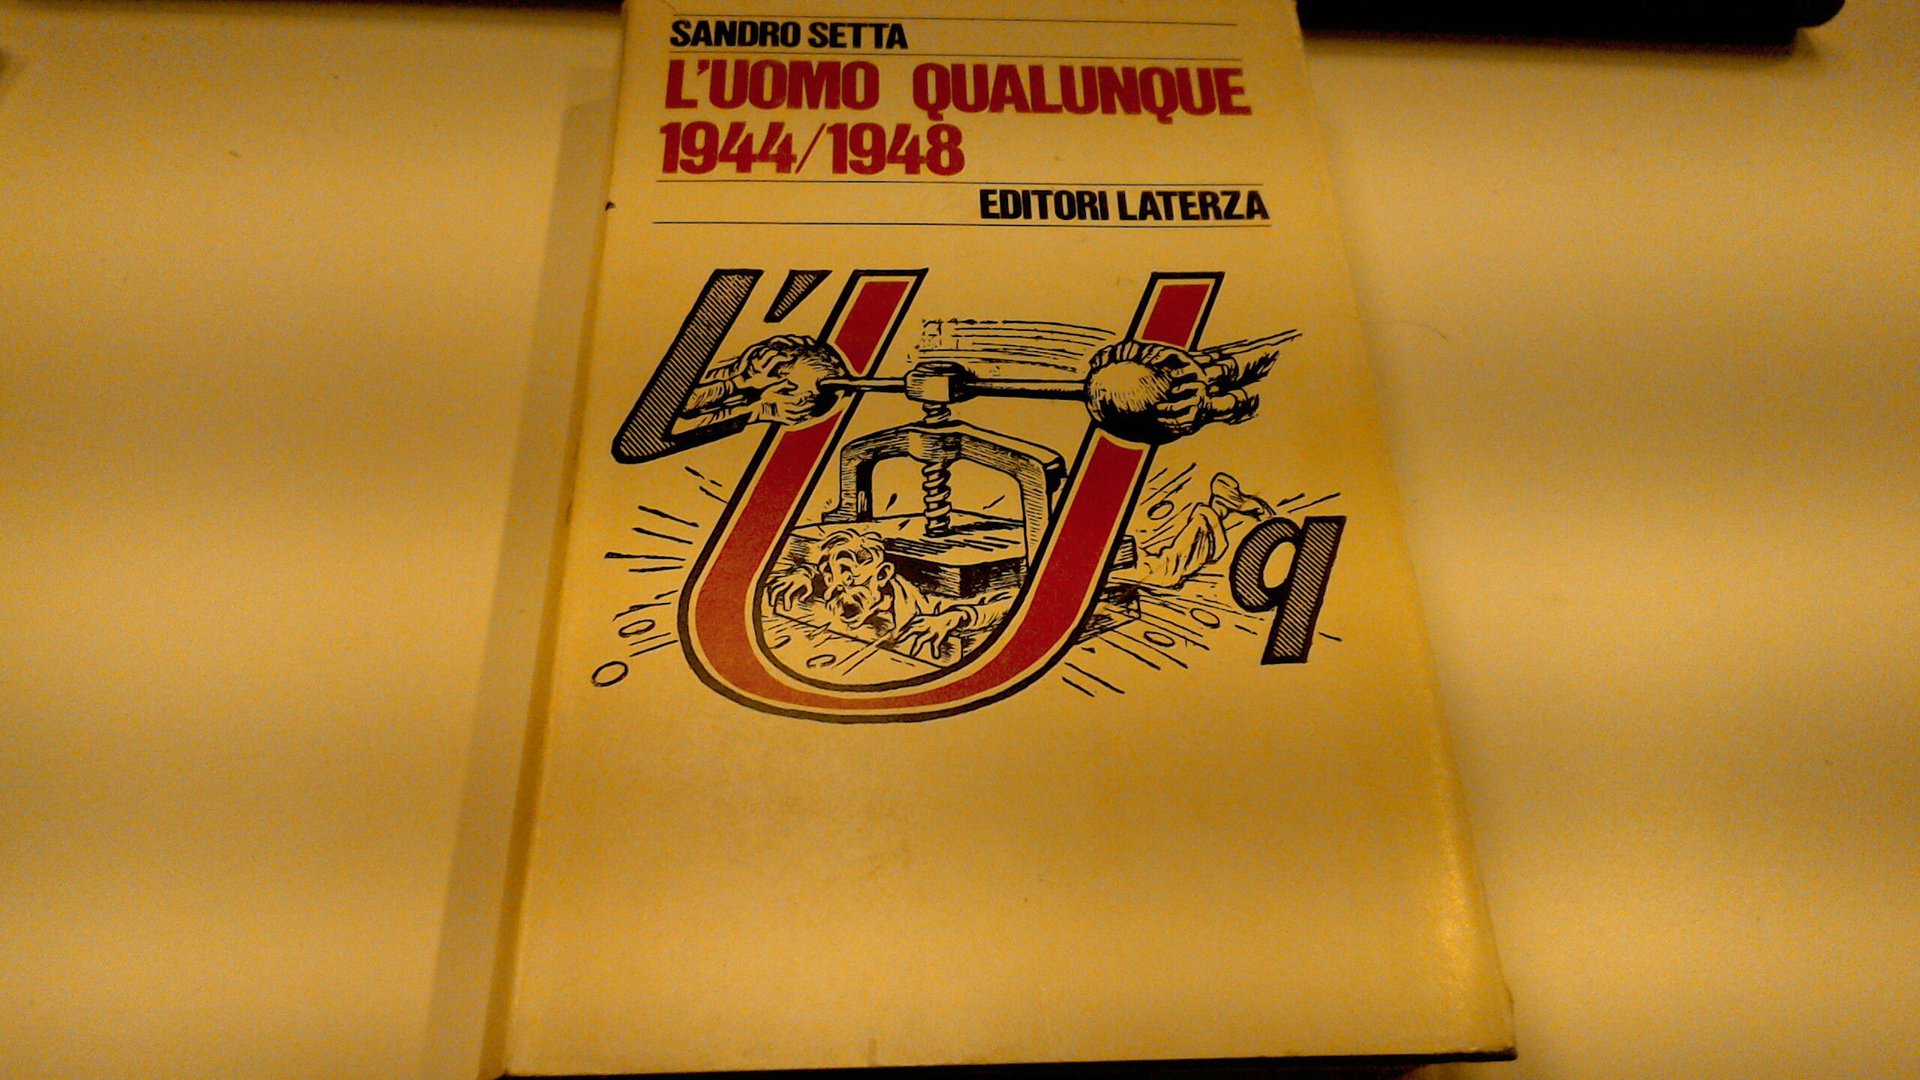 SANDRO SETTA
L'UOMO QUALUNQUE
1944/1948
EDITORI LATERZA
L'U
q